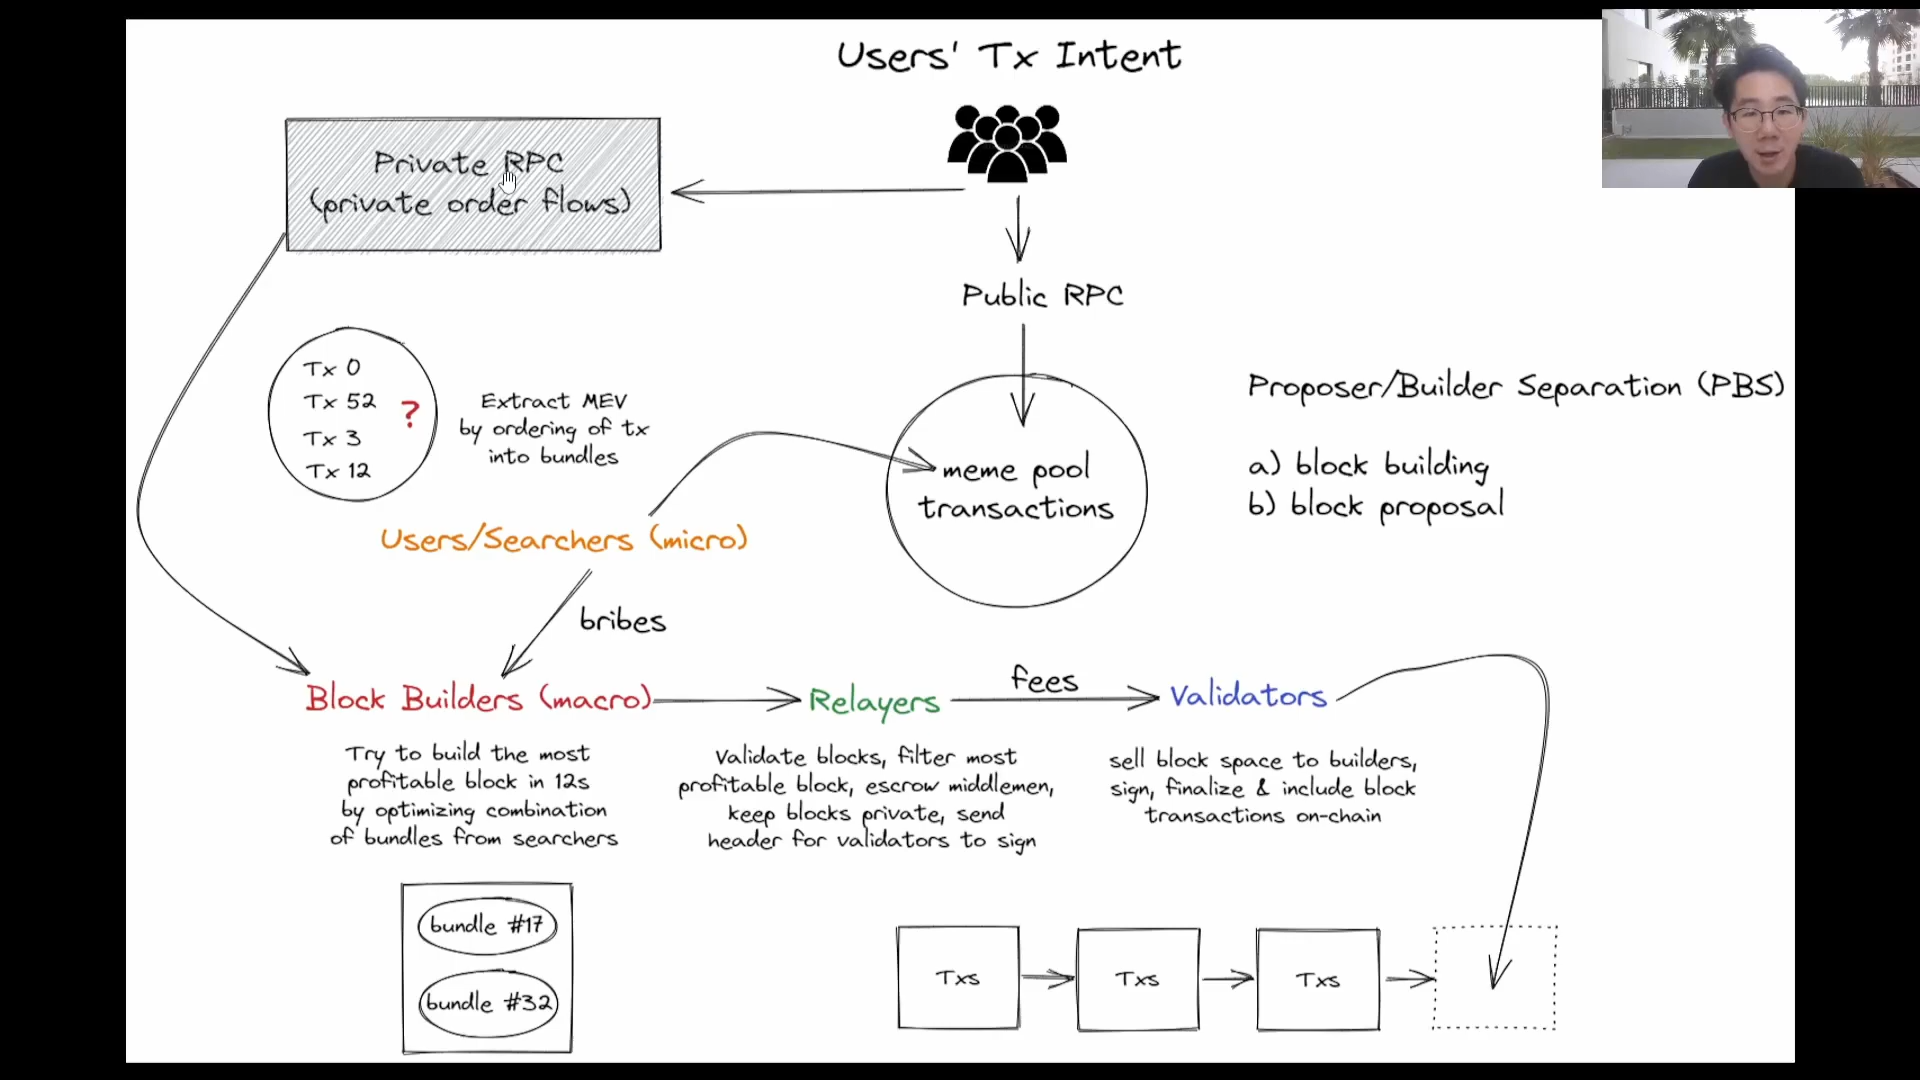 Users' Tx Intent
Private RPC
(private order flows)
Public RPC
Tx 0
Tx 52
Tx 3
Tx 12
?
Extract MEV
by ordering of tx
into bundles
meme pool
transactions
Proposer/Builder Separation (PBS)
a) block building
b) block proposal
Users/Searchers (micro)
bribes
Block Builders (macro)
Relayers
fees
Validators
Try to build the most
profitable block in 12s
by optimizing combination
of bundles from searchers
Validate blocks, filter most
profitable block, escrow middlemen,
keep blocks private, send
header for validators to sign
sell block space to builders,
sign, finalize & include block
transactions on-chain
bundle #17
bundle #32
Txs
Txs
Txs